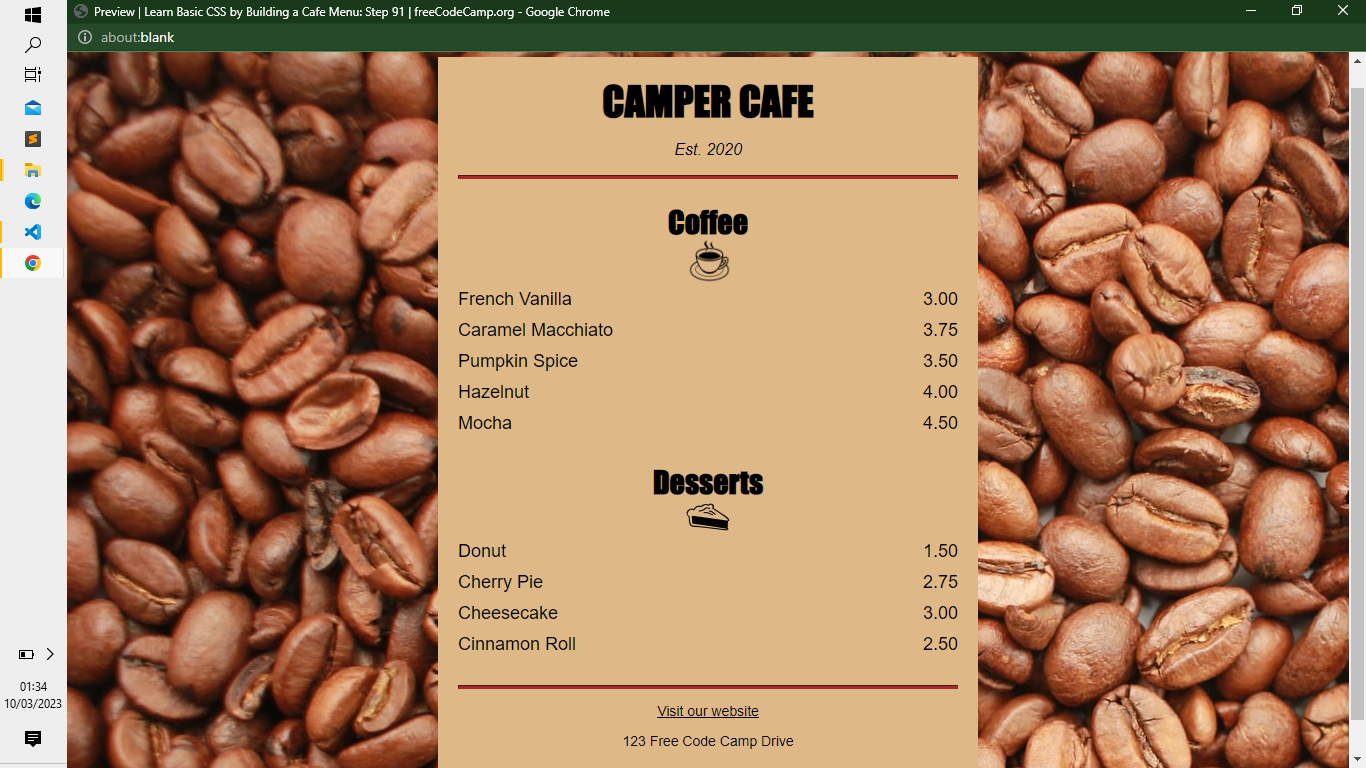 Preview | Learn Basic CSS by Building a Cafe Menu: Step 91 | freeCodeCamp.org - Google Chrome
about:blank
CAMPER CAFE
Est. 2020
Coffee
French Vanilla 3.00
Caramel Macchiato 3.75
Pumpkin Spice 3.50
Hazelnut 4.00
Mocha 4.50
Desserts
Donut 1.50
Cherry Pie 2.75
Cheesecake 3.00
Cinnamon Roll 2.50
Visit our website
123 Free Code Camp Drive
01:34
10/03/2023